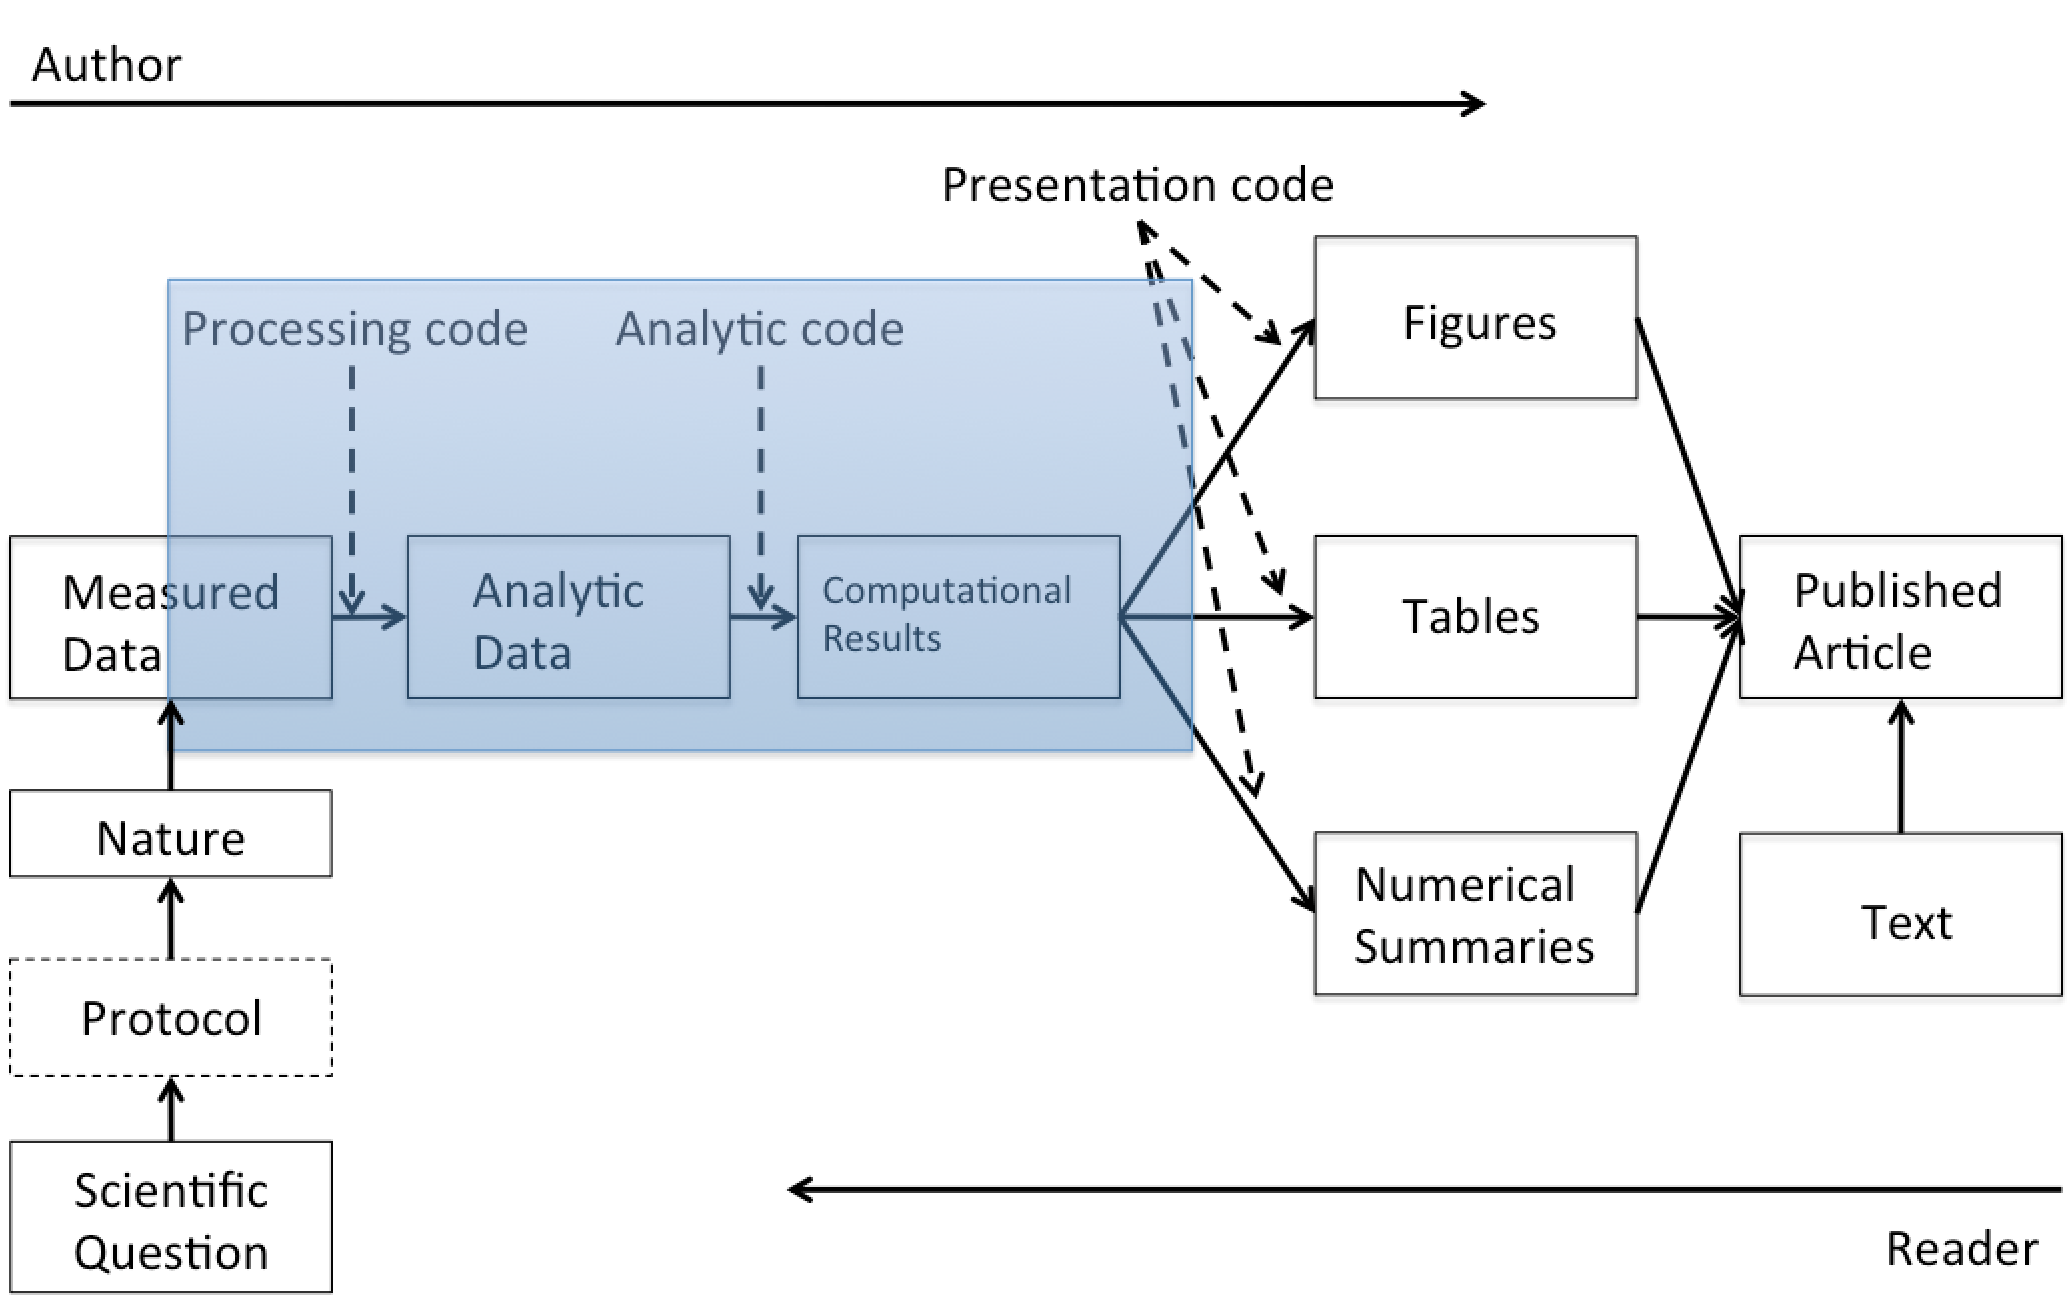 Author
Presentation code
Processing code
Analytic code
Figures
Measured
Data
Analytic
Data
Computational
Results
Tables
Published
Article
Nature
Numerical
Summaries
Text
Protocol
Scientific
Question
Reader